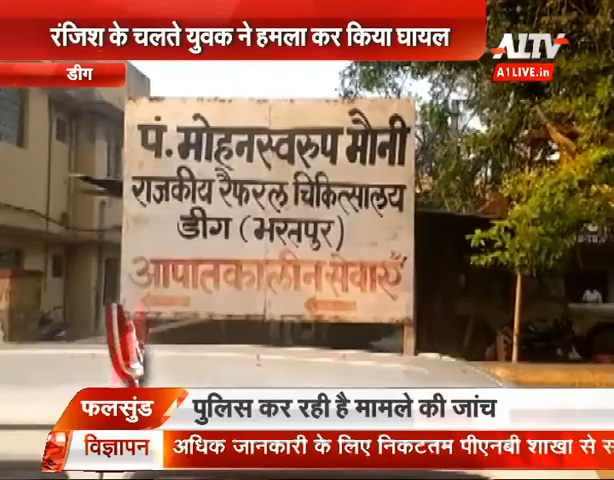 रंजिश के चलते युवक ने हमला कर किया घायल
डीग
A1TV
A1LIVE.in
पं. मोहनस्वरुप मौनी
राजकीय रैफरल चिकित्सालय
डीग (भरतपुर)
आपातकालीन सेवाएँ
फलसुंड
पुलिस कर रही है मामले की जांच
विज्ञापन
अधिक जानकारी के लिए निकटतम पीएनबी शाखा से